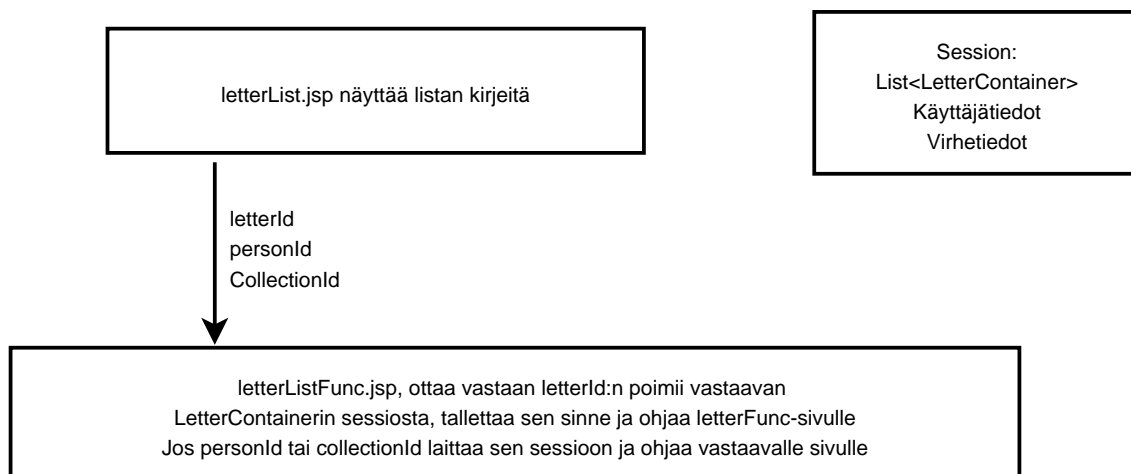 letterList.jsp näyttää listan kirjeitä
Session:
List<LetterContainer>
Käyttäjätiedot
Virhetiedot
letterId
personId
CollectionId
letterListFunc.jsp, ottaa vastaan letterId:n poimii vastaavan
LetterContainerin sessiosta, tallettaa sen sinne ja ohjaa letterFunc-sivulle
Jos personId tai collectionId laittaa sen sessioon ja ohjaa vastaavalle sivulle